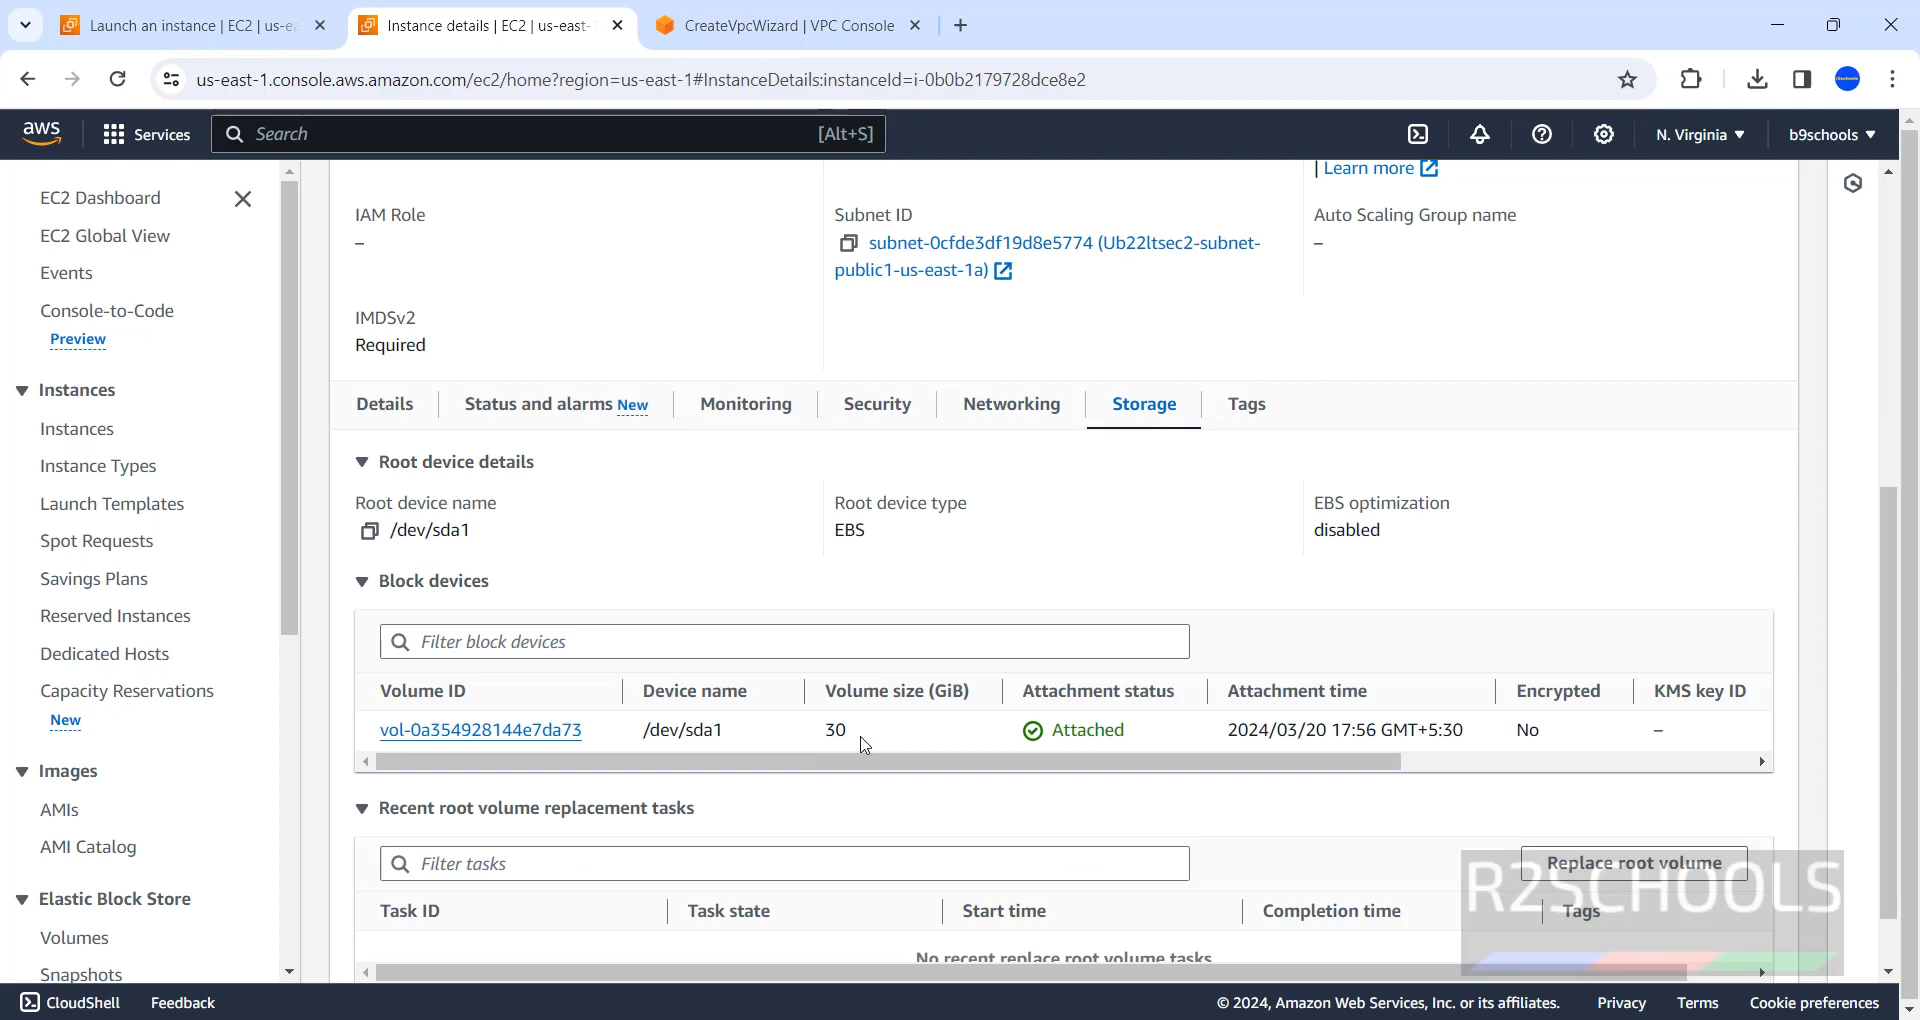 Launch an instance | EC2 | us-ea
Instance details | EC2 | us-east-
CreateVpcWizard | VPC Console
us-east-1.console.aws.amazon.com/ec2/home?region=us-east-1#InstanceDetails:instanceId=i-0b0b2179728dce8e2
aws
Services
Search
[Alt+S]
N. Virginia
b9schools
EC2 Dashboard
EC2 Global View
Events
Console-to-Code
Preview
Instances
Instances
Instance Types
Launch Templates
Spot Requests
Savings Plans
Reserved Instances
Dedicated Hosts
Capacity Reservations
New
Images
AMIs
AMI Catalog
Elastic Block Store
Volumes
Snapshots
| Learn more
IAM Role
–
Subnet ID
subnet-0cfde3df19d8e5774 (Ub22ltsec2-subnet-
public1-us-east-1a)
Auto Scaling Group name
–
IMDSv2
Required
Details
Status and alarms New
Monitoring
Security
Networking
Storage
Tags
Root device details
Root device name
/dev/sda1
Root device type
EBS
EBS optimization
disabled
Block devices
Filter block devices
Volume ID
Device name
Volume size (GiB)
Attachment status
Attachment time
Encrypted
KMS key ID
vol-0a354928144e7da73
/dev/sda1
30
Attached
2024/03/20 17:56 GMT+5:30
No
–
Recent root volume replacement tasks
Filter tasks
Replace root volume
R2SCHOOLS
Task ID
Task state
Start time
Completion time
Tags
No recent replace root volume tasks
CloudShell
Feedback
© 2024, Amazon Web Services, Inc. or its affiliates.
Privacy
Terms
Cookie preferences